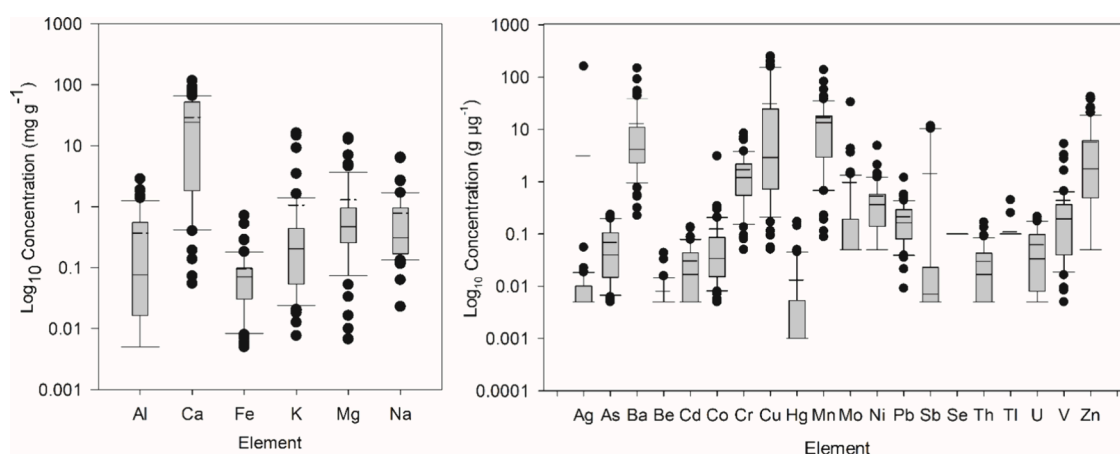 1000
100
10
1
0.1
0.01
0.001
Log10 Concentration (mg g-1)
Al Ca Fe K Mg Na
Element
1000
100
10
1
0.1
0.01
0.001
0.0001
Log10 Concentration (g µg-1)
Ag As Ba Be Cd Co Cr Cu Hg Mn Mo Ni Pb Sb Se Th Tl U V Zn
Element